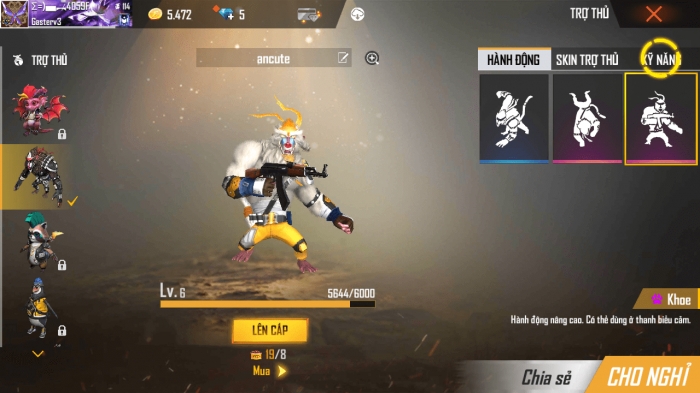 114
Gasterv3
5.472
5
TRỢ THỦ
TRỢ THỦ
ancute
HÀNH ĐỘNG
SKIN TRỢ THỦ
KỸ NĂNG
Lv. 6
5644/6000
LÊN CẤP
19/8
Mua
Khoe
Hành động nâng cao. Có thể dùng ở thanh biểu cảm.
Chia sẻ
CHO NGHỈ